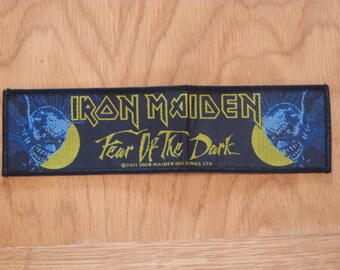 IRON MAIDEN
Fear Of The Dark
©2011 IRON MAIDEN HOLDINGS LTD